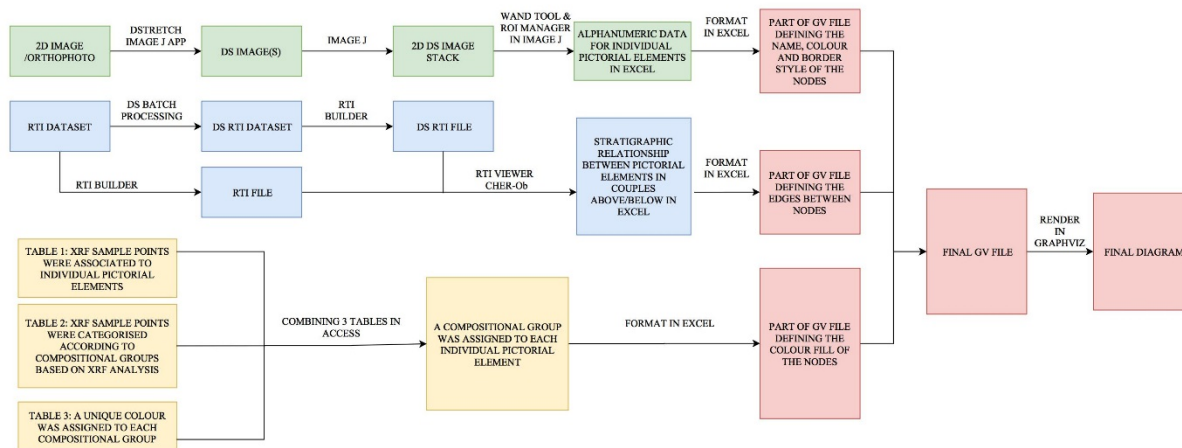 2D IMAGE
/ORTHOPHOTO
DSTRETCH
IMAGE J APP
DS IMAGE(S)
IMAGE J
2D DS IMAGE
STACK
WAND TOOL &
ROI MANAGER
IN IMAGE J
ALPHANUMERIC DATA
FOR INDIVIDUAL
PICTORIAL ELEMENTS
IN EXCEL
FORMAT
IN EXCEL
PART OF GV FILE
DEFINING THE
NAME, COLOUR
AND BORDER
STYLE OF THE
NODES
RTI DATASET
DS BATCH
PROCESSING
DS RTI DATASET
RTI
BUILDER
DS RTI FILE
RTI BUILDER
RTI FILE
RTI VIEWER
CHER-Ob
STRATIGRAPHIC
RELATIONSHIP
BETWEEN PICTORIAL
ELEMENTS IN
COUPLES
ABOVE/BELOW IN
EXCEL
FORMAT
IN EXCEL
PART OF GV FILE
DEFINING THE
EDGES BETWEEN
NODES
TABLE 1: XRF SAMPLE POINTS
WERE ASSOCIATED TO
INDIVIDUAL PICTORIAL
ELEMENTS
TABLE 2: XRF SAMPLE POINTS
WERE CATEGORISED
ACCORDING TO
COMPOSITIONAL GROUPS
BASED ON XRF ANALYSIS
TABLE 3: A UNIQUE COLOUR
WAS ASSIGNED TO EACH
COMPOSITIONAL GROUP
COMBINING 3 TABLES IN
ACCESS
A COMPOSITIONAL GROUP
WAS ASSIGNED TO EACH
INDIVIDUAL PICTORIAL
ELEMENT
FORMAT IN EXCEL
PART OF GV FILE
DEFINING THE
COLOUR FILL OF
THE NODES
FINAL GV FILE
RENDER
IN
GRAPHVIZ
FINAL DIAGRAM